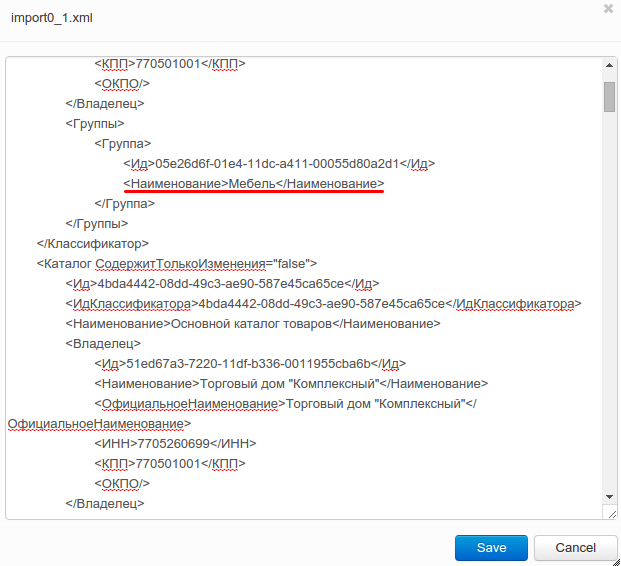 import0_1.xml
<КПП>770501001</КПП>
<ОКПО/>
</Владелец>
<Группы>
<Группа>
<Ид>05e26d6f-01e4-11dc-a411-00055d80a2d1</Ид>
<Наименование>Мебель</Наименование>
</Группа>
</Группы>
</Классификатор>
<Каталог СодержитТолькоИзменения="false">
<Ид>4bda4442-08dd-49c3-ae90-587e45ca65ce</Ид>
<ИдКлассификатора>4bda4442-08dd-49c3-ae90-587e45ca65ce</ИдКлассификатора>
<Наименование>Основной каталог товаров</Наименование>
<Владелец>
<Ид>51ed67a3-7220-11df-b336-0011955cba6b</Ид>
<Наименование>Торговый дом "Комплексный"</Наименование>
<ОфициальноеНаименование>Торговый дом "Комплексный"</
ОфициальноеНаименование>
<ИНН>7705260699</ИНН>
<КПП>770501001</КПП>
<ОКПО/>
</Владелец>
Save
Cancel